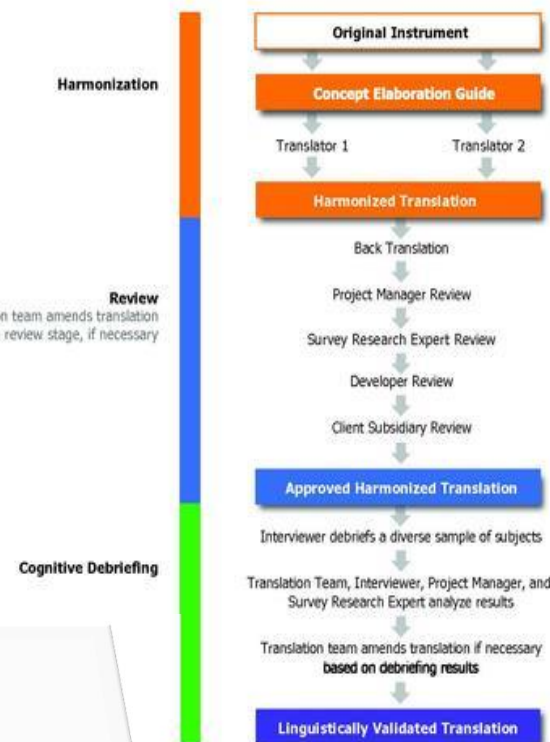 Original Instrument
Harmonization
Concept Elaboration Guide
Translator 1
Translator 2
Harmonized Translation
Back Translation
Project Manager Review
Review
team amends translation
review stage, if necessary
Survey Research Expert Review
Developer Review
Client Subsidiary Review
Approved Harmonized Translation
Interviewer debriefs a diverse sample of subjects
Cognitive Debriefing
Translation Team, Interviewer, Project Manager, and
Survey Research Expert analyze results
Translation team amends translation if necessary
based on debriefing results
Linguistically Validated Translation